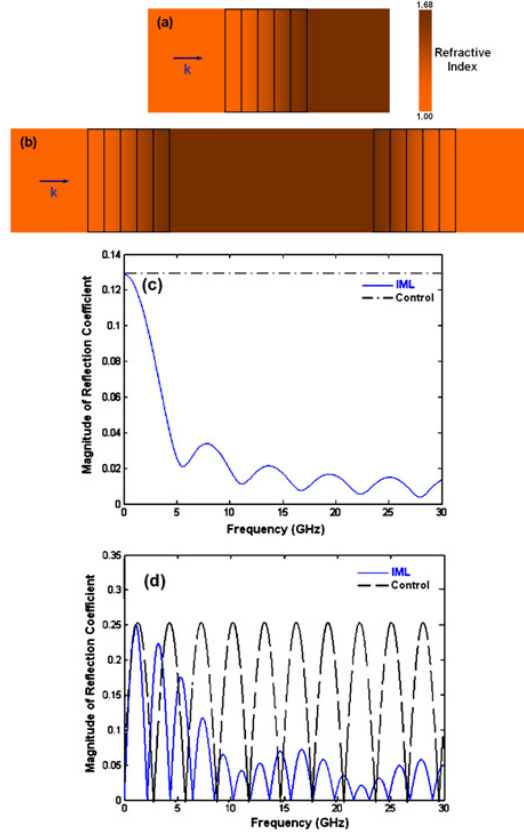 (a)
k
1.68
Refractive
Index
1.00
(b)
k
(c)
IML
Control
Magnitude of Reflection Coefficient
0.14
0.12
0.1
0.08
0.06
0.04
0.02
0
0 5 10 15 20 25 30
Frequency (GHz)
(d)
IML
Control
Magnitude of Reflection Coefficient
0.35
0.3
0.25
0.2
0.15
0.1
0.05
0
0 5 10 15 20 25 30
Frequency (GHz)